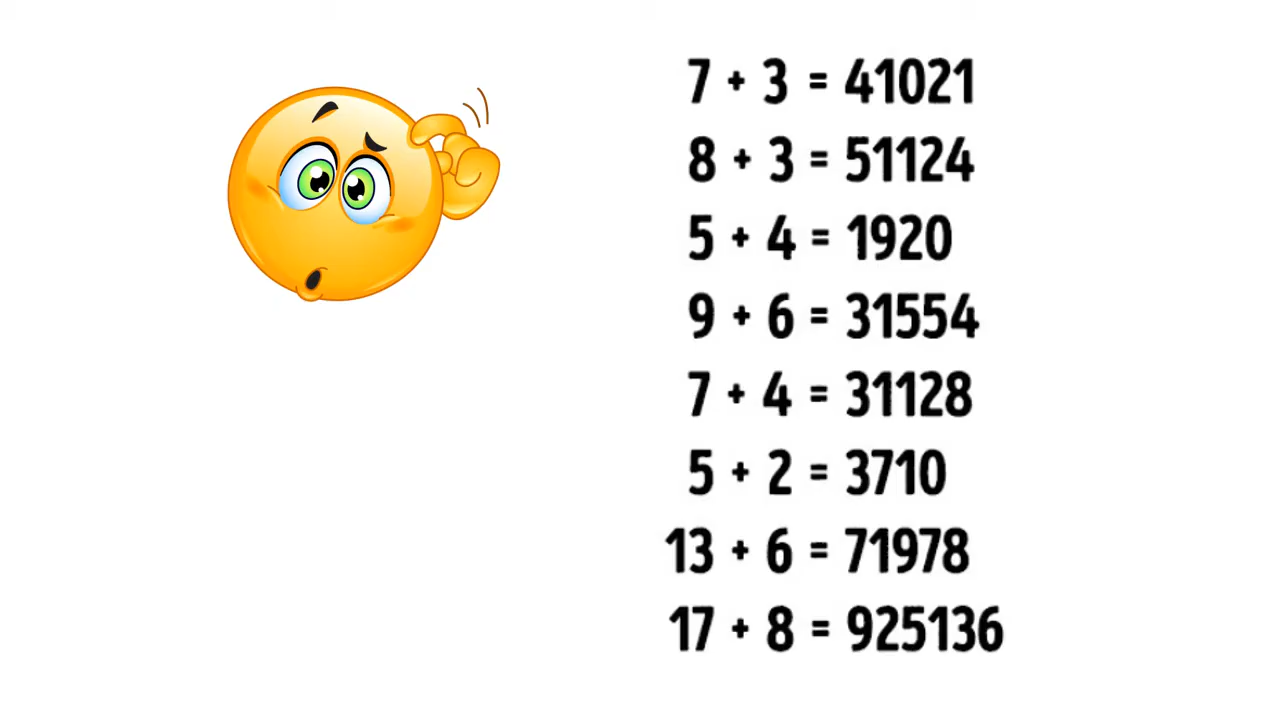 7 + 3 = 41021
8 + 3 = 51124
5 + 4 = 1920
9 + 6 = 31554
7 + 4 = 31128
5 + 2 = 3710
13 + 6 = 71978
17 + 8 = 925136